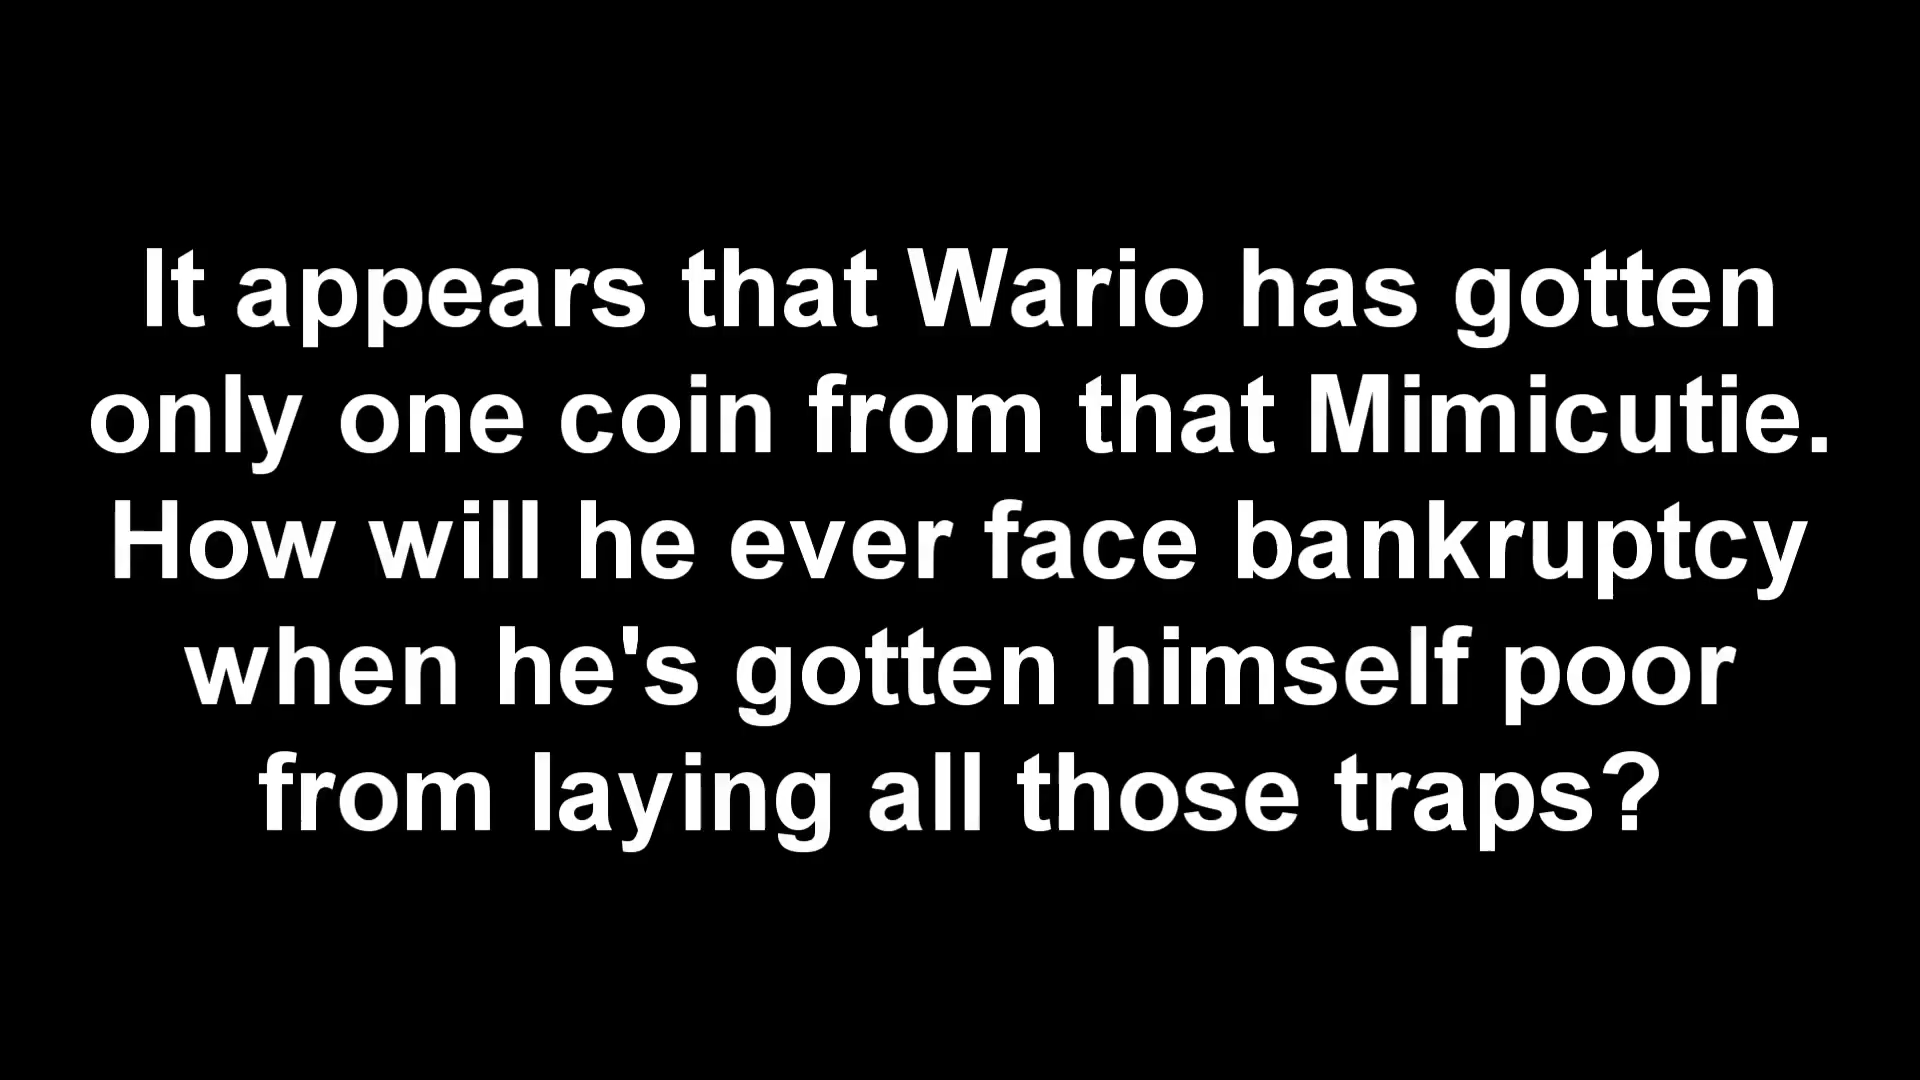 It appears that Wario has gotten
only one coin from that Mimicutie.
How will he ever face bankruptcy
when he's gotten himself poor
from laying all those traps?